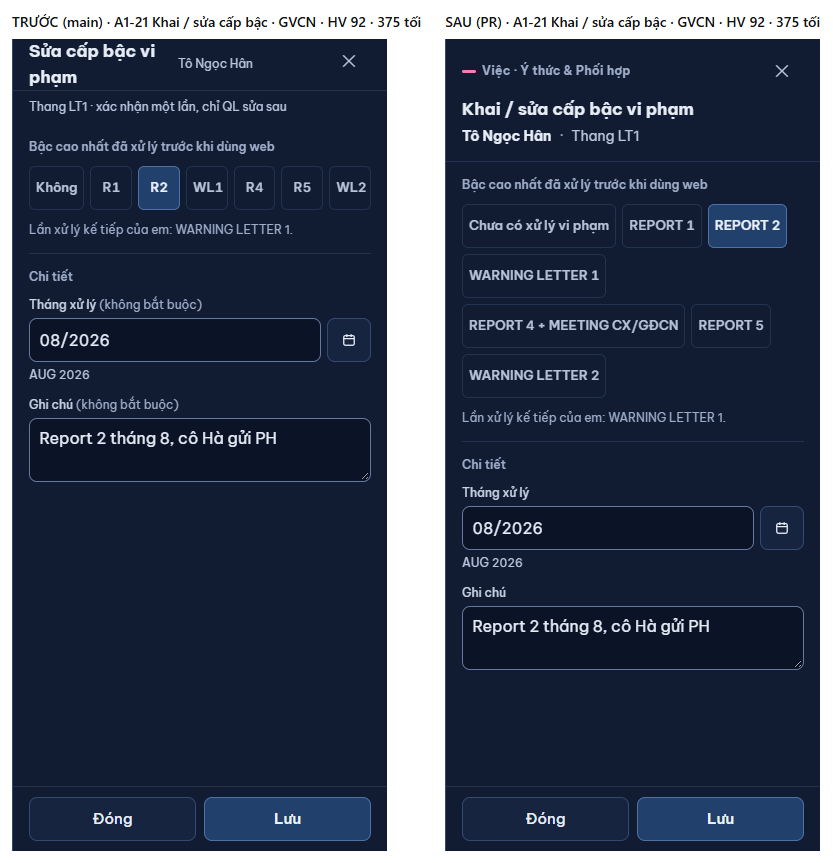 TRƯỚC (main) · A1-21 Khai / sửa cấp bậc · GVCN · HV 92 · 375 tối
Sửa cấp bậc vi phạm
Tô Ngọc Hân
Thang LT1 · xác nhận một lần, chỉ QL sửa sau
Bậc cao nhất đã xử lý trước khi dùng web
Không R1 R2 WL1 R4 R5 WL2
Lần xử lý kế tiếp của em: WARNING LETTER 1.
Chi tiết
Tháng xử lý (không bắt buộc)
08/2026
AUG 2026
Ghi chú (không bắt buộc)
Report 2 tháng 8, cô Hà gửi PH
Đóng Lưu
SAU (PR) · A1-21 Khai / sửa cấp bậc · GVCN · HV 92 · 375 tối
Việc · Ý thức & Phối hợp
Khai / sửa cấp bậc vi phạm
Tô Ngọc Hân · Thang LT1
Bậc cao nhất đã xử lý trước khi dùng web
Chưa có xử lý vi phạm REPORT 1 REPORT 2
WARNING LETTER 1
REPORT 4 + MEETING CX/GĐCN REPORT 5
WARNING LETTER 2
Lần xử lý kế tiếp của em: WARNING LETTER 1.
Chi tiết
Tháng xử lý
08/2026
AUG 2026
Ghi chú
Report 2 tháng 8, cô Hà gửi PH
Đóng Lưu